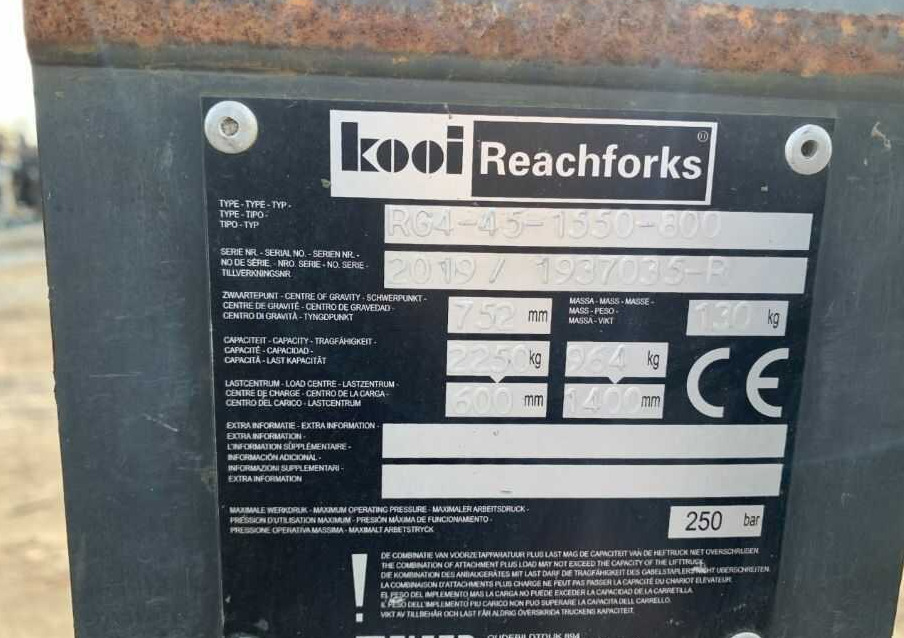 kooi Reachforks ®
TYPE - TYPE - TYP -
TYPE - TIPO -
TIPO - TYP
RG4-45-1550-800
SERIE NR. - SERIAL NO. - SERIEN NR. -
NO DE SÉRIE. - NRO. SERIE - NO. SERIE -
TILLVERKNINGSNR.
2019 / 1937035-R
ZWAARTEPUNT - CENTRE OF GRAVITY - SCHWERPUNKT -
CENTRE DE GRAVITÉ - CENTRO DE GRAVEDAD -
CENTRO DI GRAVITÀ - TYNGDPUNKT
752 mm
MASSA - MASS - MASSE -
MASS - PESO -
MASSA - VIKT
130 kg
CAPACITEIT - CAPACITY - TRAGFÄHIGKEIT -
CAPACITÉ - CAPACIDAD -
CAPACITÀ - LAST KAPACITÄT
2250 kg 964 kg
CE
LASTCENTRUM - LOAD CENTRE - LASTZENTRUM -
CENTRE DE CHARGE - CENTRO DE LA CARGA -
CENTRO DEL CARICO - LASTCENTRUM
600 mm 1400 mm
EXTRA INFORMATIE - EXTRA INFORMATION -
EXTRA INFORMATION -
L'INFORMATION SÛPPLÉMENTAIRE -
INFORMACIÓN ADICIONAL -
INFORMAZIONI SUPPLEMENTARI -
EXTRA INFORMATION
MAXIMALE WERKDRUK - MAXIMUM OPERATING PRESSURE - MAXIMALER ARBEITSDRUCK -
PRESSION D'UTILISATION MAXIMUM - PRESIÓN MÁXIMA DE FUNCIONAMIENTO -
PRESSIONE OPERATIVA MASSIMA - MAXIMALT ARBETSTRYCK
250 bar
!
DE COMBINATIE VAN VOORZETAPPARATUUR PLUS LAST MAG DE CAPACITEIT VAN DE HEFTRUCK NIET OVERSCHRIJDEN.
THE COMBINATION OF ATTACHMENT PLUS LOAD MAY NOT EXCEED THE CAPACITY OF THE LIFTTRUCK.
DIE KOMBINATION DES ANBAUGERÄTES MIT LAST DARF DIE TRAGFÄHIGKEIT DES GABELSTAPLERS NICHT ÜBERSCHREITEN.
LA COMBINAISON D'ATTACHMENTS PLUS CHARGE NE PEUT PAS PASSER LA CAPACITÉ DU CHARIOT ÉLÉVATEUR.
EL PESO DEL IMPLEMENTO MAS LA CARGA NO PUEDE EXCEDER LA CAPACIDAD DE LA CARRETILLA.
IL PESO DELL'IMPLEMENTO PIU CARICO NON PUO SUPERARE LA CAPACITA DELL CARRELLO.
VIKT AV TILLBEHÄR OCH LAST FÅR ALDRIG ÖVERSKRIDA TRUCKENS KAPACITET.